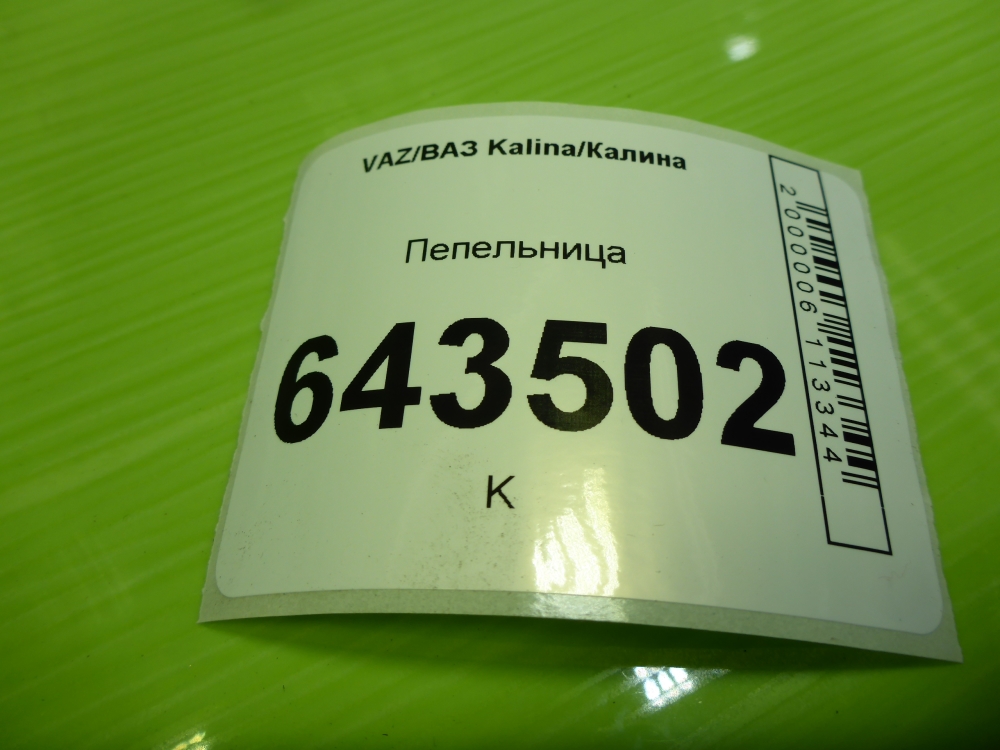 VAZ/ВАЗ Kalina/Калина
Пепельница
643502
К
2000006113344